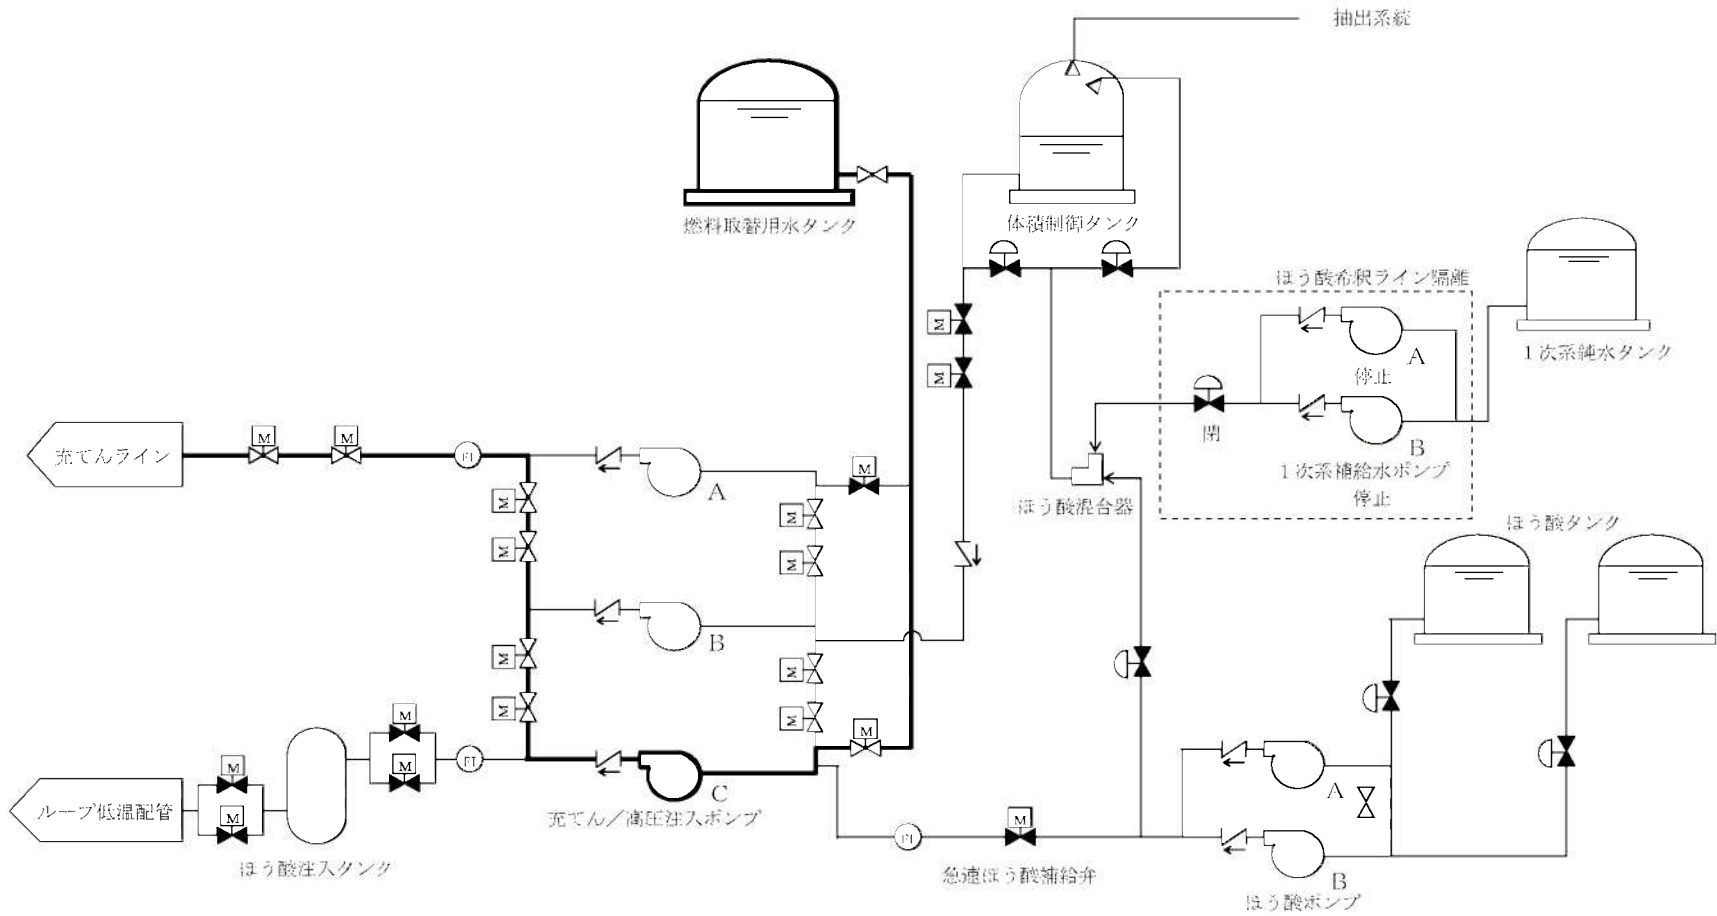 抽出系統
燃料取替用水タンク
体積制御タンク
ほう酸希釈ライン隔離
1次系純水タンク
A
停止
閉
B
1次系補給水ポンプ
停止
M
M
充てんライン
M
M
FI
A
M
M
M
M
M
ほう酸混合器
ほう酸タンク
B
M
M
M
M
M
C
充てん/高圧注入ポンプ
M
M
FI
M
M
ループ低温配管
ほう酸注入タンク
FI
M
急速ほう酸補給弁
A
B
ほう酸ポンプ